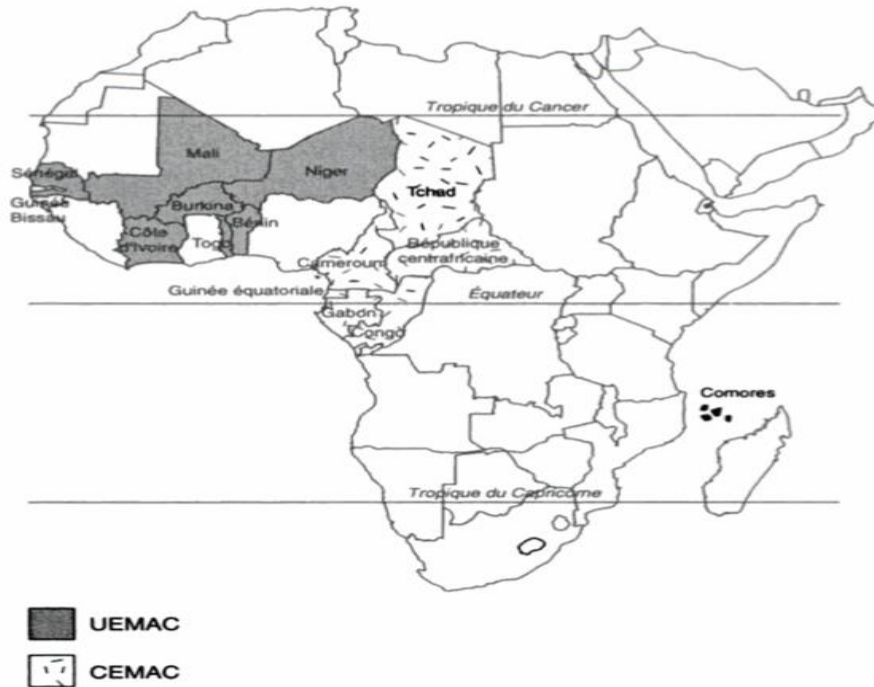 Tropique du Cancer
Mali
Niger
Sénégal
Tchad
Guinée
Bissau
Burkina
Bénin
Côte
d'Ivoire
Togo
République
centrafricaine
Cameroun
Guinée équatoriale
Équateur
Gabon
Congo
Comores
Tropique du Capricorne
UEMAC
CEMAC